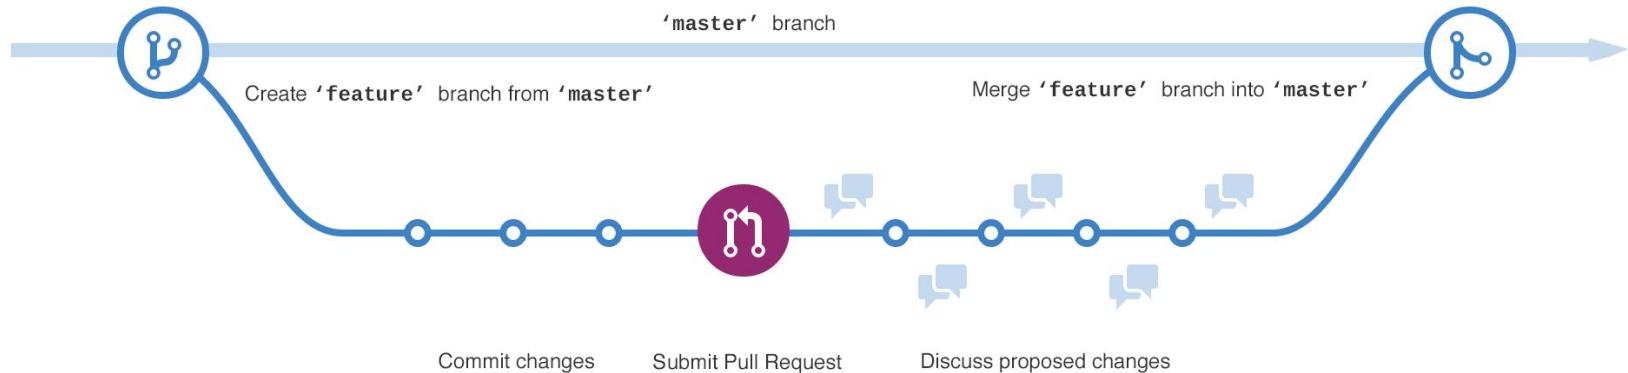 ‘master’ branch
Create ‘feature’ branch from ‘master’
Merge ‘feature’ branch into ‘master’
Commit changes
Submit Pull Request
Discuss proposed changes